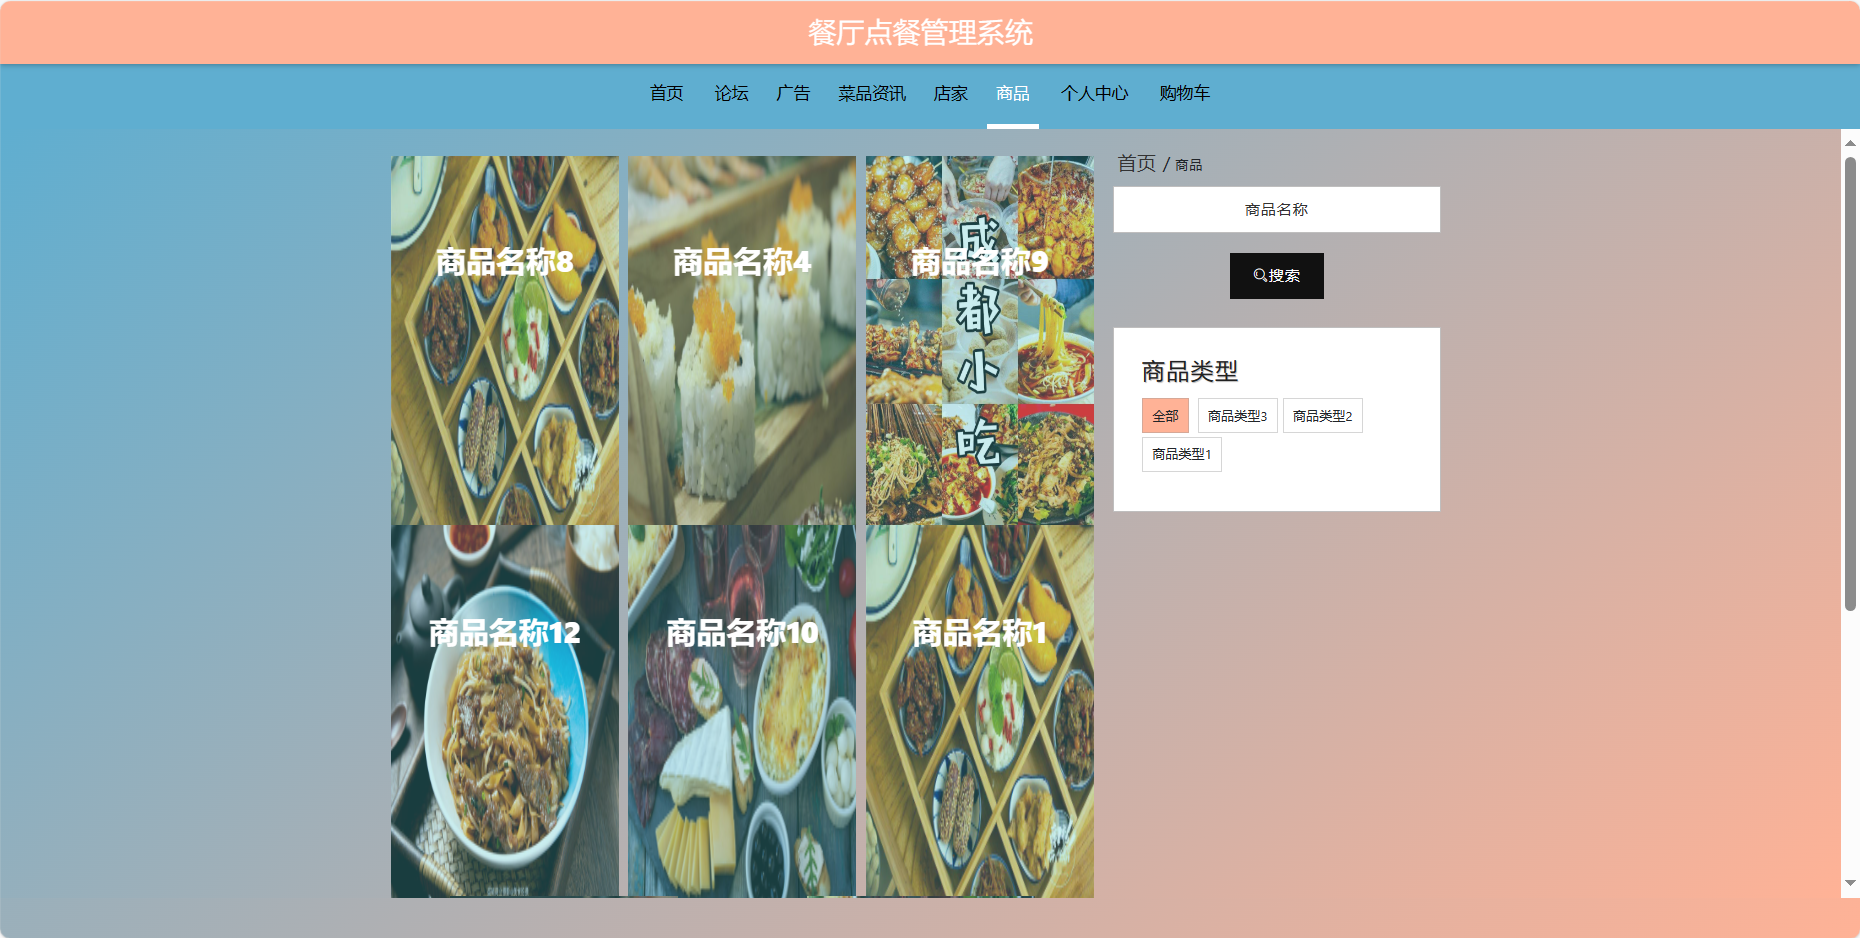 餐厅点餐管理系统
首页 论坛 广告 菜品资讯 店家 商品 个人中心 购物车
首页 / 商品
商品名称
搜索
商品类型
全部 商品类型3 商品类型2
商品类型1
商品名称8 商品名称4 商品名称9
成
都
小
吃
商品名称12 商品名称10 商品名称1